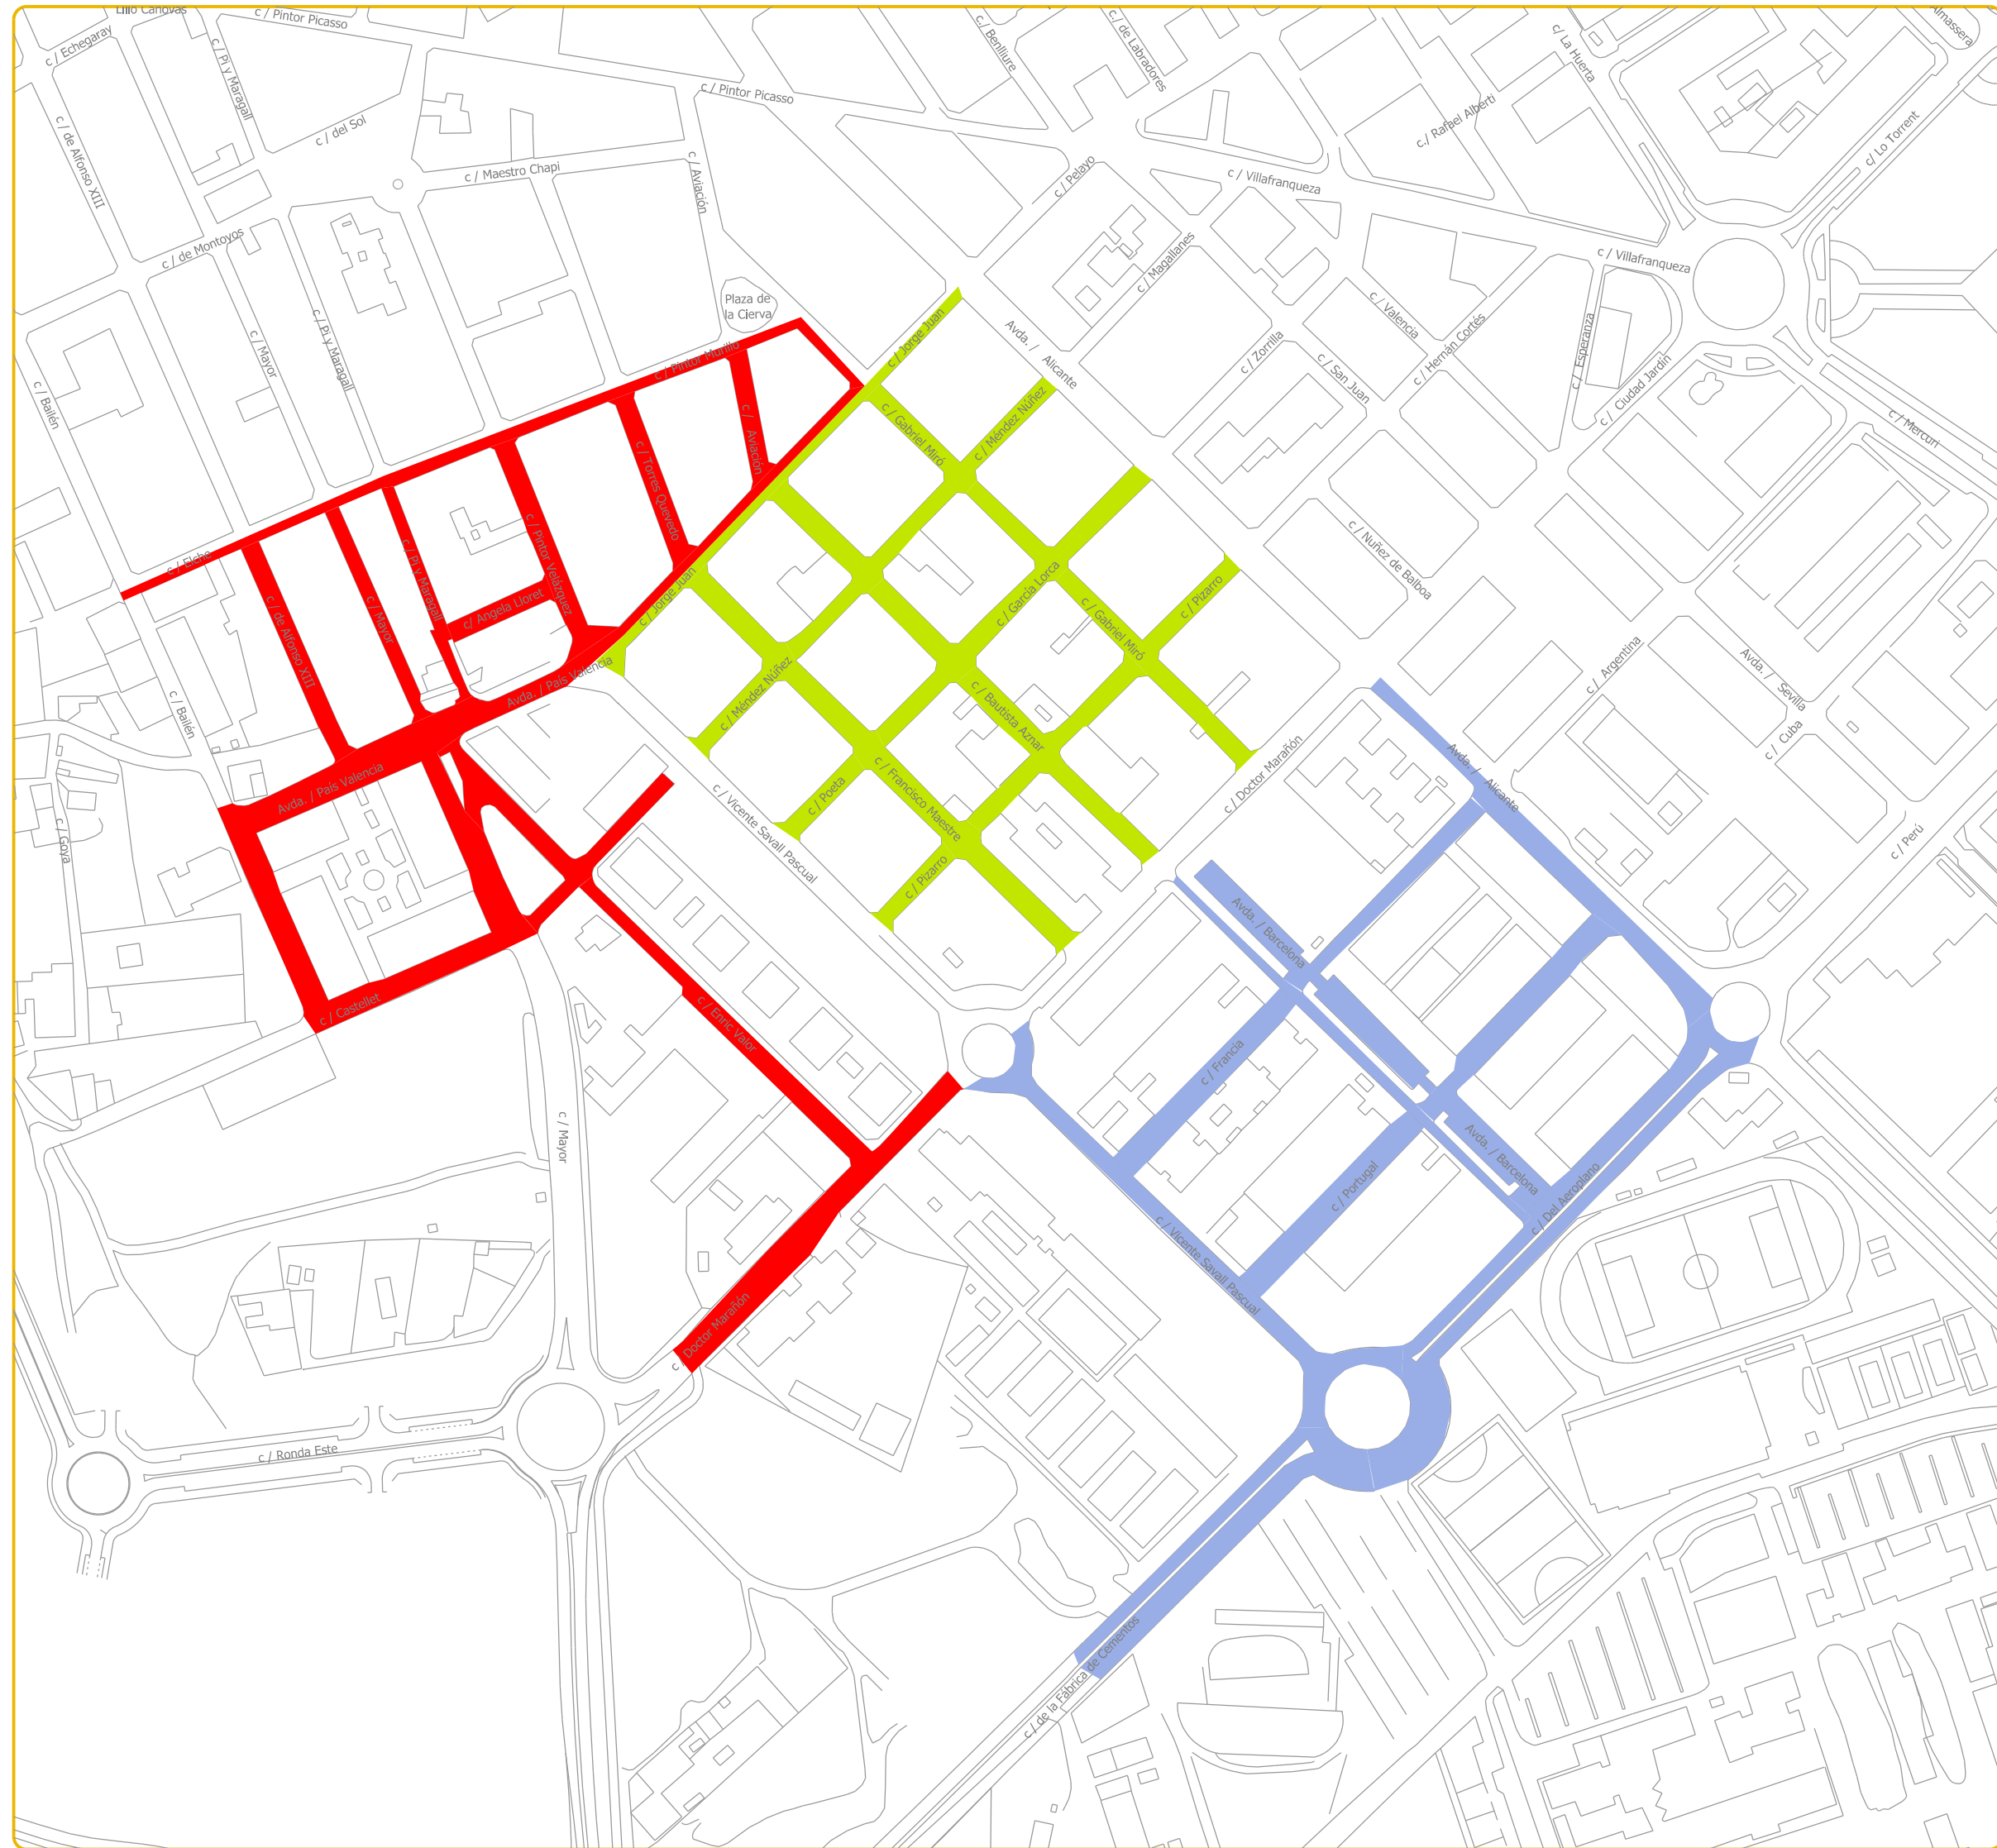 Lillo Cánovas
c / Pintor Picasso
c / Echegaray
c / Pi y Maragall
c / de Alfonso XIII
c / del Sol
c / Pintor Picasso
c./ Benlliure
c./ de Labradores
c / La Huerta
Almassera
c./ Rafael Alberti
c/ Lo Torrent
c / Maestro Chapi
c / Aviación
c / Pelayo
c / Villafranqueza
c / Villafranqueza
c / de Montoyos
c / Magallanes
Plaza de
la Cierva
c / Mayor
c / Pi y Maragall
c / Jorge Juan
Avda. / Alicante
c / Valencia
c / Hernán Cortés
c / Esperanza
c / Zorrilla
c / San Juan
c / Ciudad Jardín
c / Bailén
c / Pintor Murillo
c / Mercuri
c / Gabriel Miró
c / Méndez Núñez
c / Aviación
c / Torres Quevedo
c / Elche
c / Pi y Maragall
c / Pintor Velázquez
c / Nuñez de Balboa
c / de Alfonso XIII
c / Mayor
c/ Angela Lloret
c / Jorge Juan
c / García Lorca
c / Gabriel Miró
c / Pizarro
c / Argentina
Avda. / Sevilla
c / Bailén
Avda. / País Valencia
c / Méndez Núñez
c / Bautista Aznar
c / Cuba
Avda. / País Valencia
c / Goya
c / Vicente Savall Pascual
c / Poeta
c / Francisco Maestre
c / Doctor Marañón
Avda. / Alicante
c / Perú
c / Pizarro
Avda. / Barcelona
c / Castellet
c / Enric Valor
c / Francia
c / Mayor
c / Portugal
Avda. / Barcelona
c / Del Aeroplano
c / Vicente Savall Pascual
c / Doctor Marañón
c / Ronda Este
c / de la Fábrica de Cementos